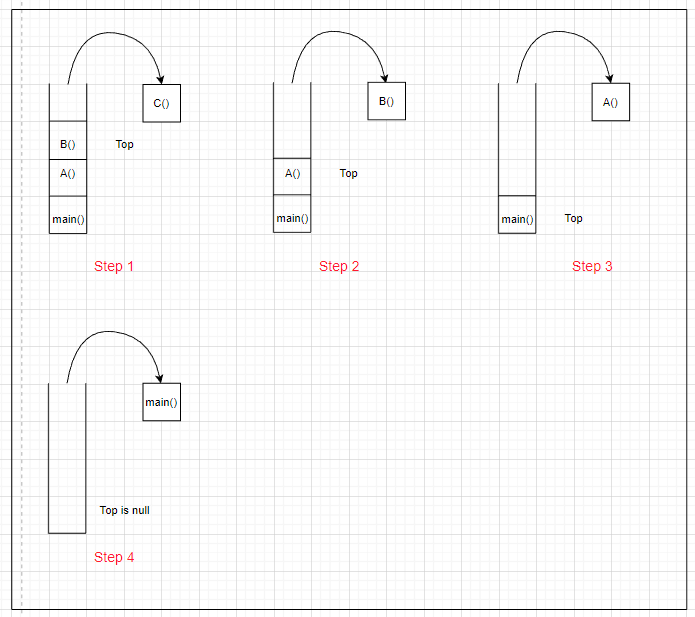 C()
B()
Top
A()
main()
Step 1
B()
A()
Top
main()
Step 2
A()
main()
Top
Step 3
main()
Top is null
Step 4